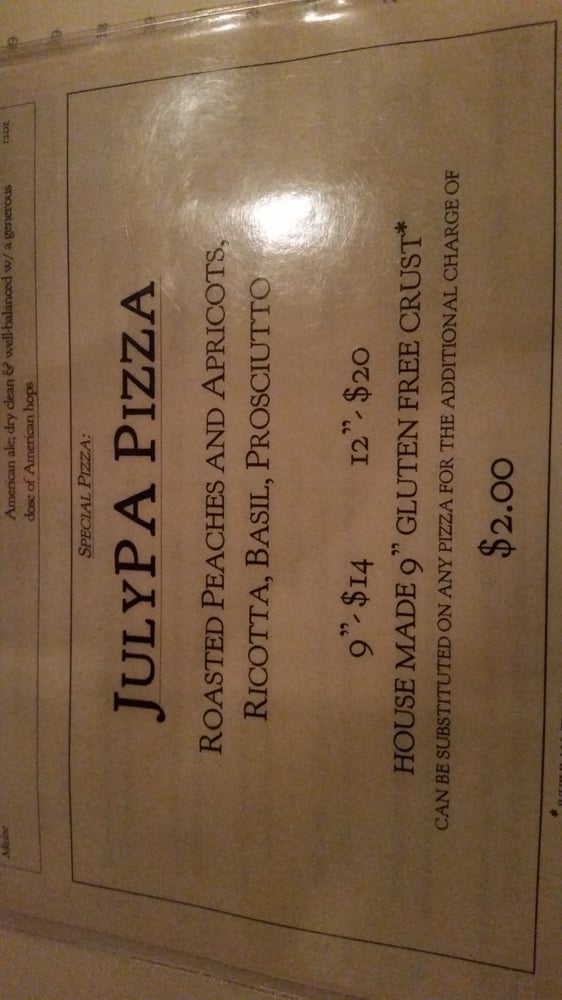 12oz
American ale; dry clean & well-balanced w/ a generous
dose of American hops
SPECIAL PIZZA:
JULYPA PIZZA
ROASTED PEACHES AND APRICOTS,
RICOTTA, BASIL, PROSCIUTTO
9”-$14 12”-$20
HOUSE MADE 9” GLUTEN FREE CRUST*
CAN BE SUBSTITUTED ON ANY PIZZA FOR THE ADDITIONAL CHARGE OF
$2.00